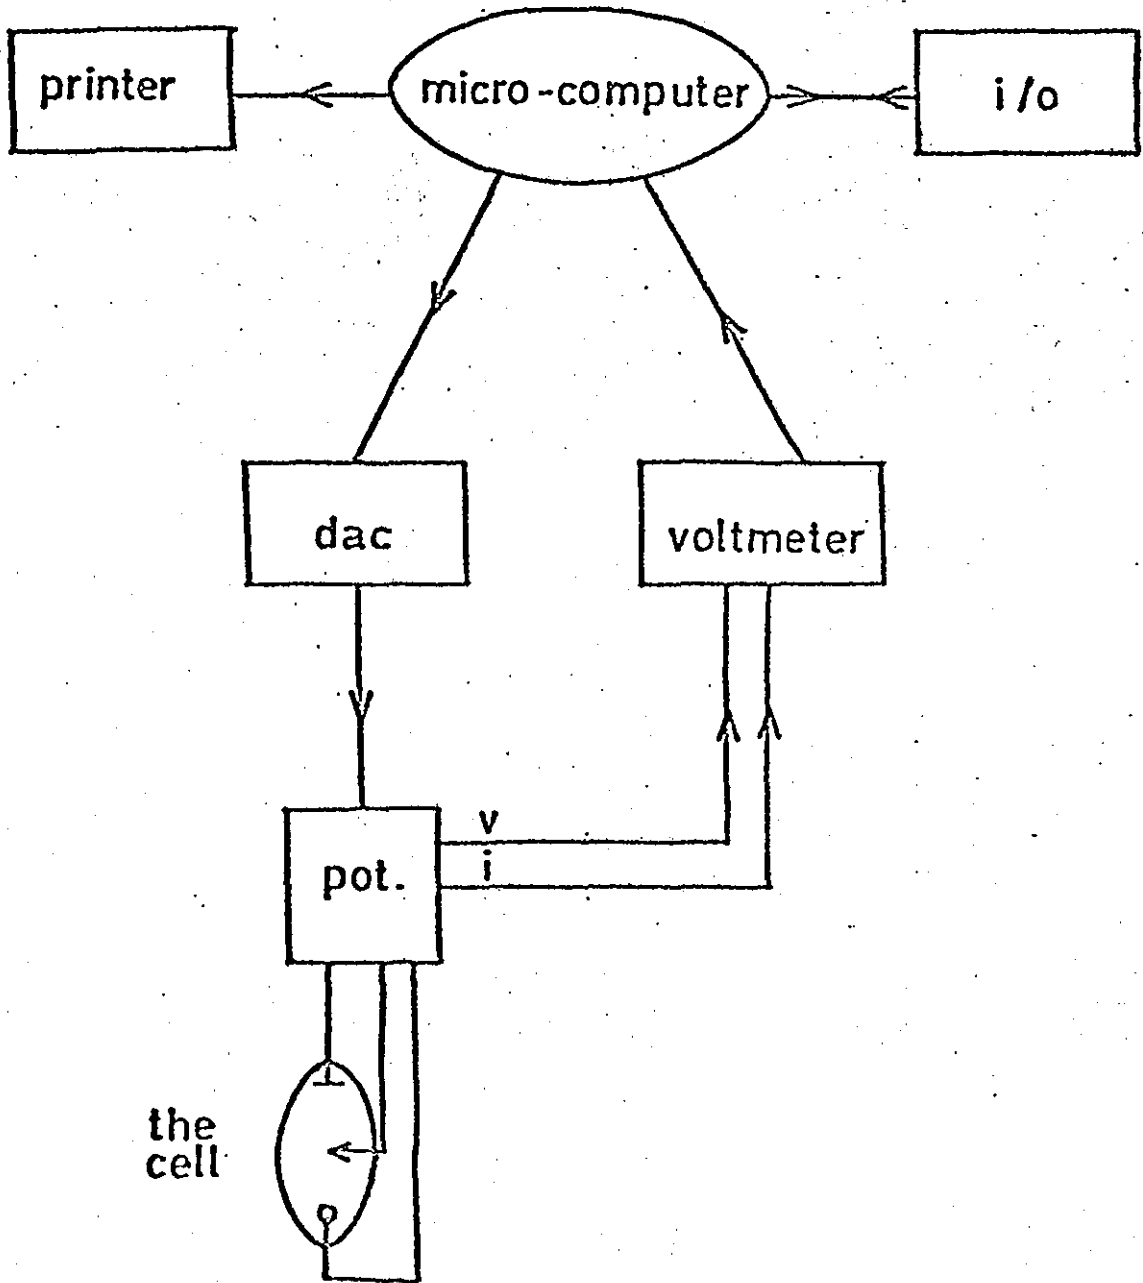 printer
micro-computer
i/o
dac
voltmeter
v
i
pot.
the
cell